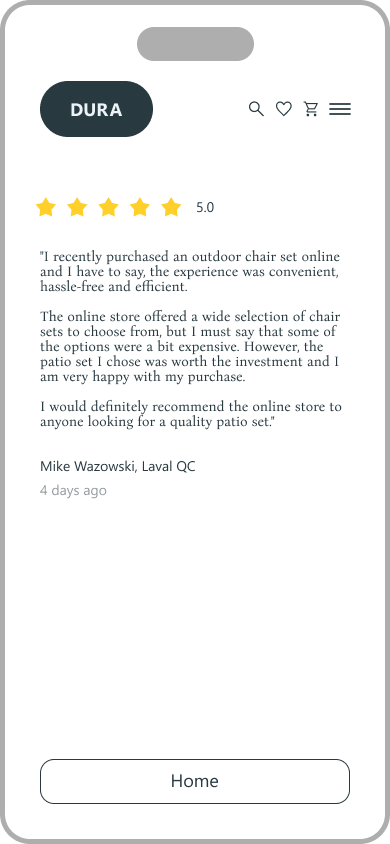 DURA
5.0
"I recently purchased an outdoor chair set online
and I have to say, the experience was convenient,
hassle-free and efficient.
The online store offered a wide selection of chair
sets to choose from, but I must say that some of
the options were a bit expensive. However, the
patio set I chose was worth the investment and I
am very happy with my purchase.
I would definitely recommend the online store to
anyone looking for a quality patio set."
Mike Wazowski, Laval QC
4 days ago
Home